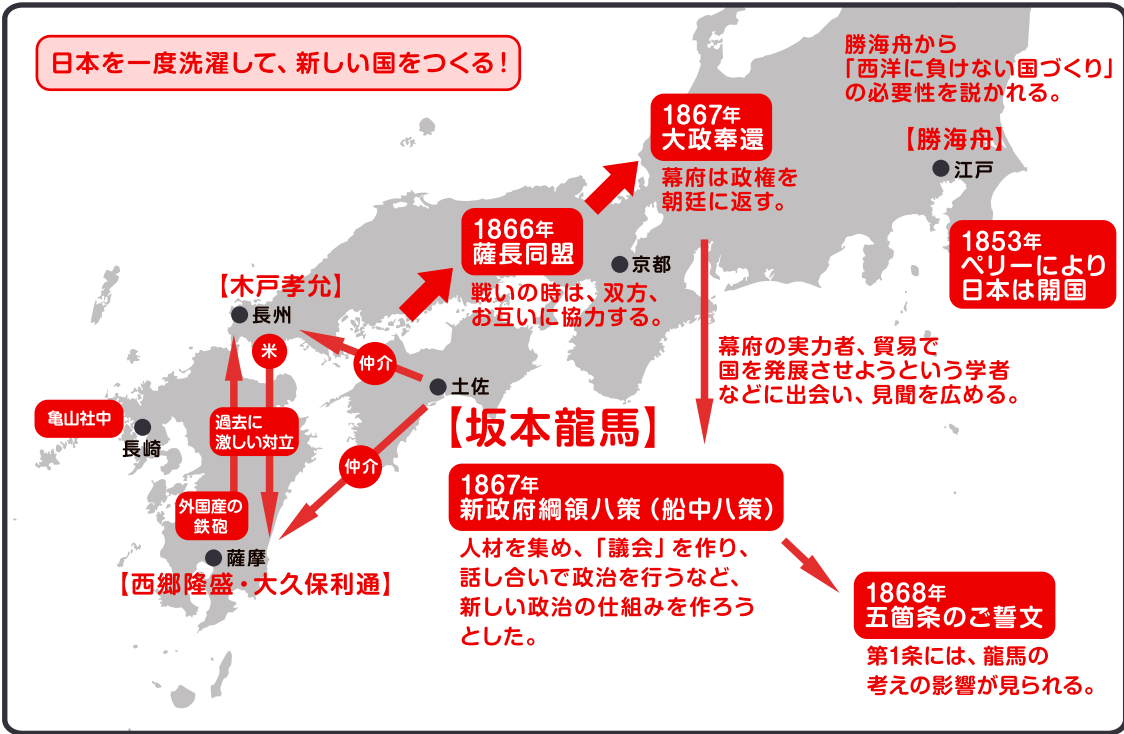 日本を一度洗濯して、新しい国をつくる！
勝海舟から
「西洋に負けない国づくり」
の必要性を説かれる。
【勝海舟】
江戸
1853年
ペリーにより
日本は開国
1867年
大政奉還
幕府は政権を
朝廷に返す。
1866年
薩長同盟
戦いの時は、双方、
お互いに協力する。
京都
【木戸孝允】
長州
米
仲介
土佐
【坂本龍馬】
仲介
亀山社中
長崎
過去に
激しい対立
外国産の
鉄砲
薩摩
【西郷隆盛・大久保利通】
幕府の実力者、貿易で
国を発展させようという学者
などに出会い、見聞を広める。
1867年
新政府綱領八策（船中八策）
人材を集め、「議会」を作り、
話し合いで政治を行うなど、
新しい政治の仕組みを作ろう
とした。
1868年
五箇条のご誓文
第1条には、龍馬の
考えの影響が見られる。